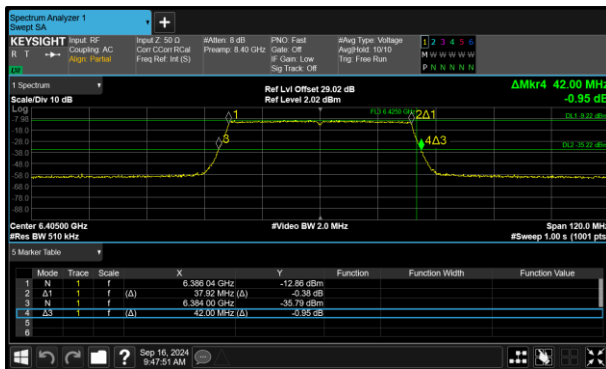 Spectrum Analyzer 1
Swept SA
KEYSIGHT Input: RF Input Z: 50 Ω #Atten: 8 dB PNO: Fast #Avg Type: Voltage 1 2 3 4 5 6
R T Coupling: AC Corr CCorr RCal Preamp: 8.40 GHz Gate: Off Avg|Hold: 10/10 M W W W W W
Align: Partial Freq Ref: Int (S) IF Gain: Low Trig: Free Run P N N N N N
Sig Track: Off
1 Spectrum Ref Lvl Offset 29.02 dB ΔMkr4 42.00 MHz
Scale/Div 10 dB Ref Level 2.02 dBm -0.95 dB
Log
-7.98 1 2Δ1 DL1 -9.22 dBm
-18.0
-28.0 3 4Δ3
-38.0 DL2 -35.22 dBm
-48.0
-58.0
-68.0
-78.0
-88.0
Center 6.40500 GHz #Video BW 2.0 MHz Span 120.0 MHz
#Res BW 510 kHz #Sweep 1.00 s (1001 pts)
5 Marker Table
Mode Trace Scale X Y Function Function Width Function Value
1 N 1 f 6.386 04 GHz -12.86 dBm
2 Δ1 1 f (Δ) 37.92 MHz (Δ) -0.38 dB
3 N 1 f 6.384 00 GHz -35.79 dBm
4 Δ3 1 f (Δ) 42.00 MHz (Δ) -0.95 dB
5
6
? Sep 16, 2024
9:47:51 AM